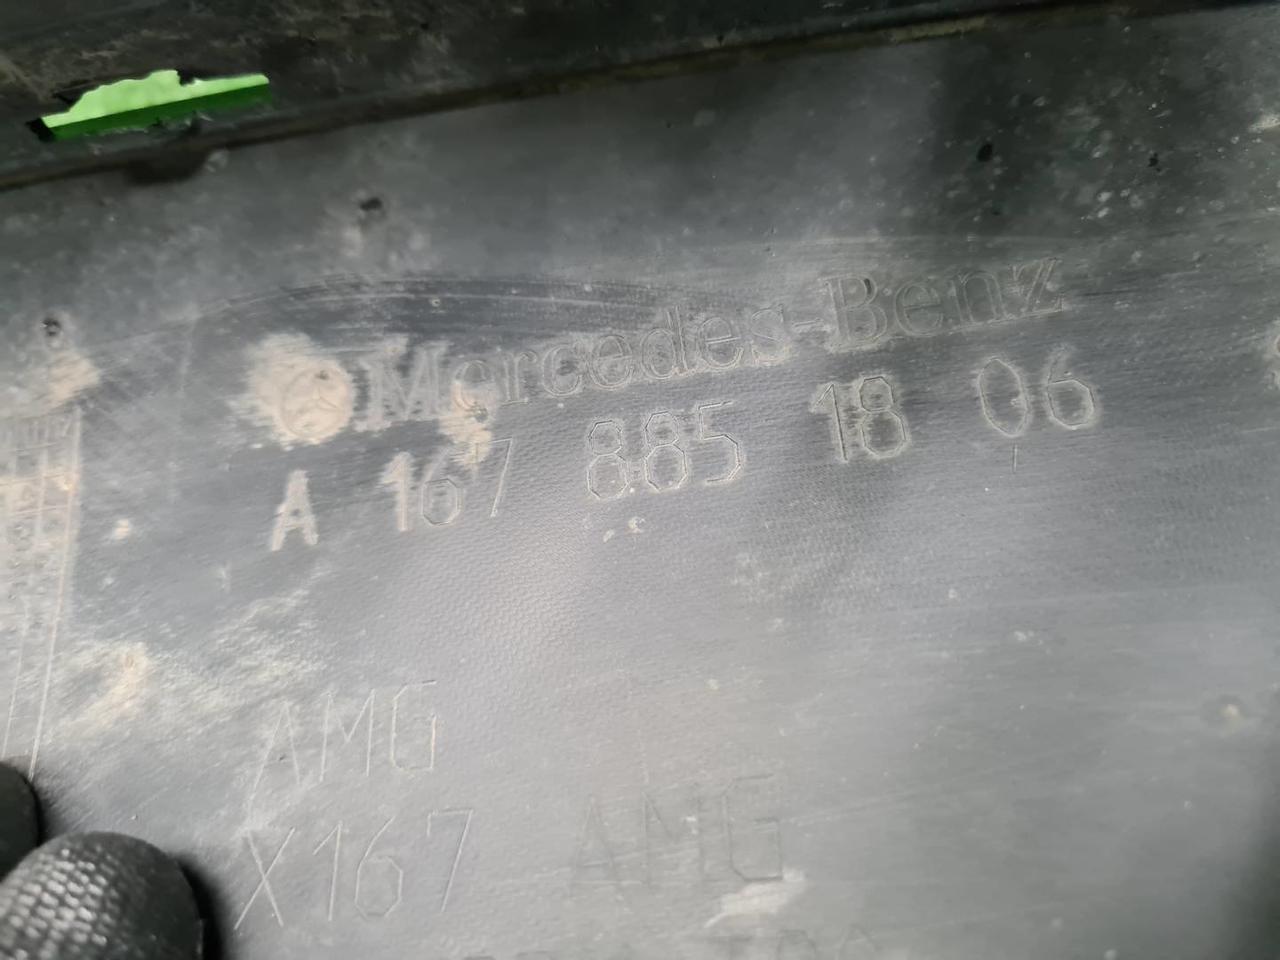 Mercedes-Benz
A 167 885 18 06
AMG
X167 AMG